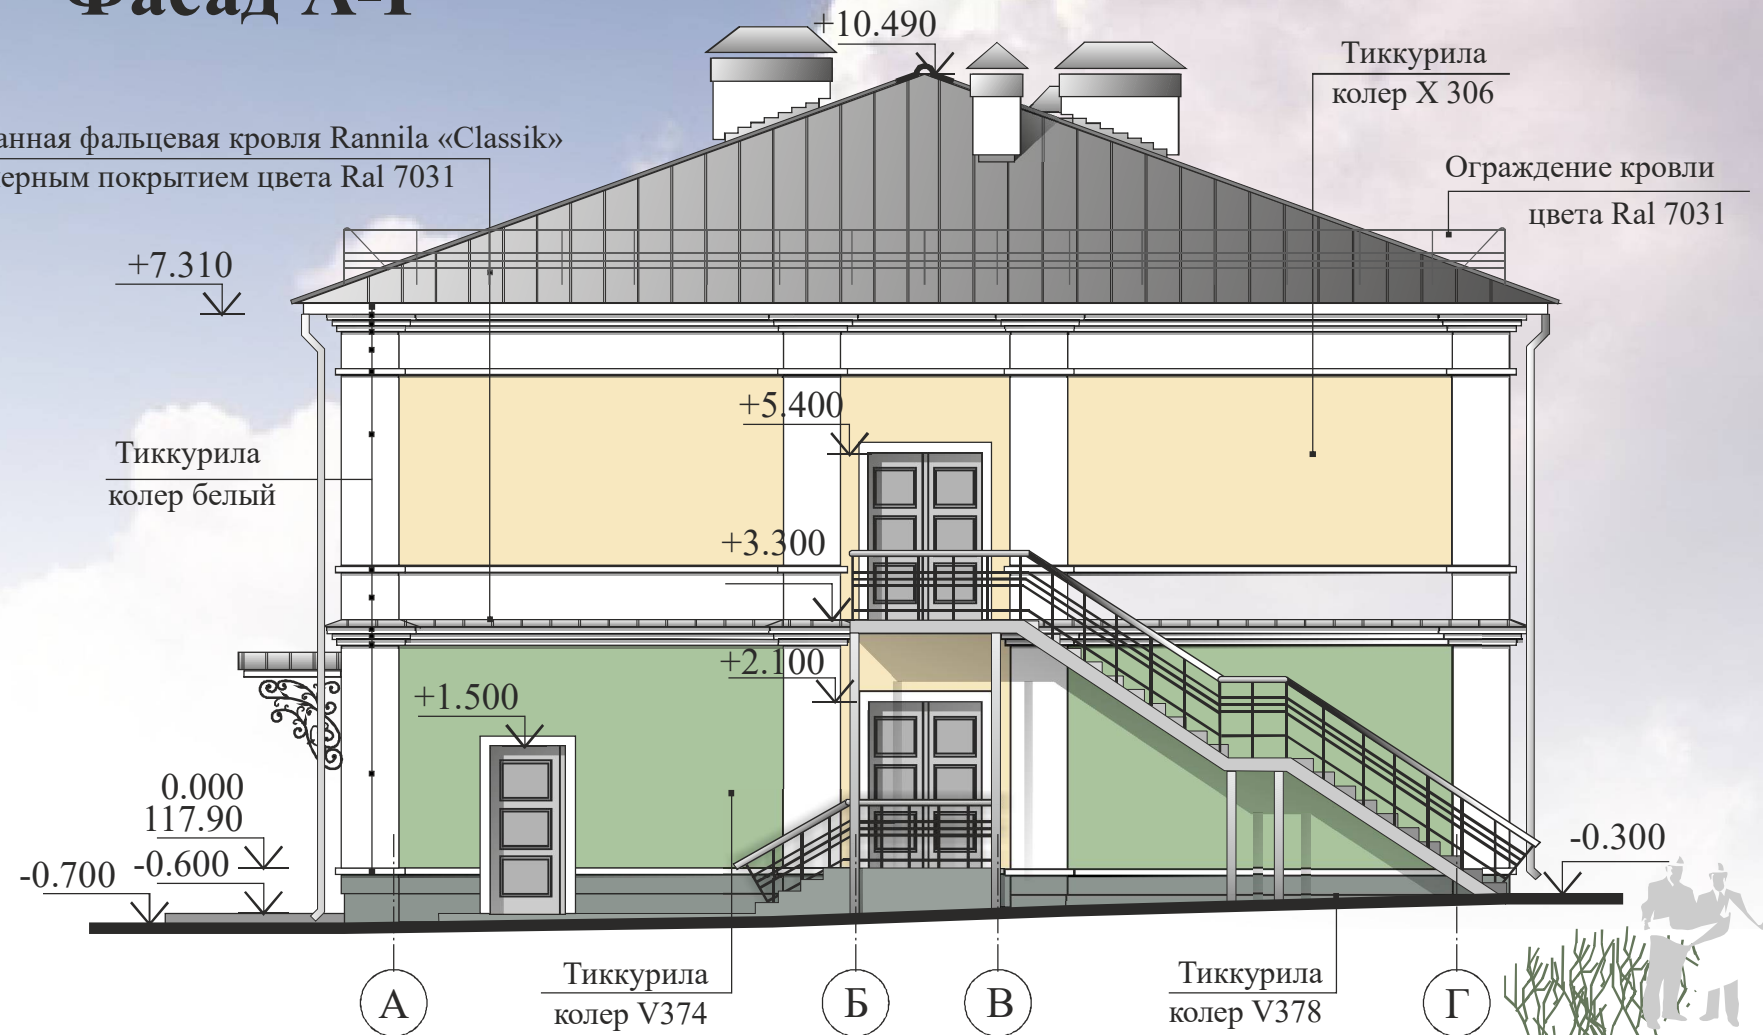 Фасад А-Г
+10.490
Тиккурила
колер X 306
анная фальцевая кровля Rannila «Classik»
ерным покрытием цвета Ral 7031
Ограждение кровли
цвета Ral 7031
+7.310
+5.400
Тиккурила
колер белый
+3.300
+2.100
+1.500
0.000
117.90
-0.600
-0.700
-0.300
Тиккурила
колер V374
Тиккурила
колер V378
А
Б
В
Г